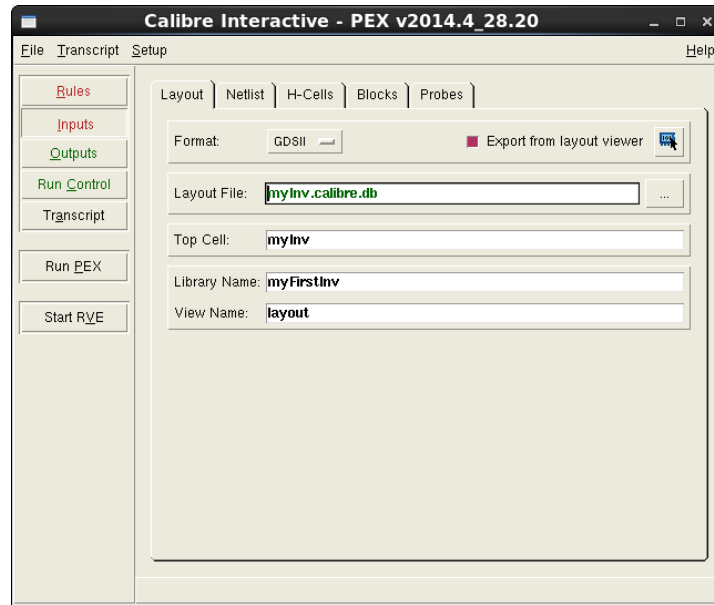 Calibre Interactive - PEX v2014.4_28.20
File Transcript Setup Help
Rules
Inputs
Outputs
Run Control
Transcript
Run PEX
Start RVE
Layout Netlist H-Cells Blocks Probes
Format: GDSII Export from layout viewer
Layout File: myInv.calibre.db ...
Top Cell: myInv
Library Name: myFirstInv
View Name: layout